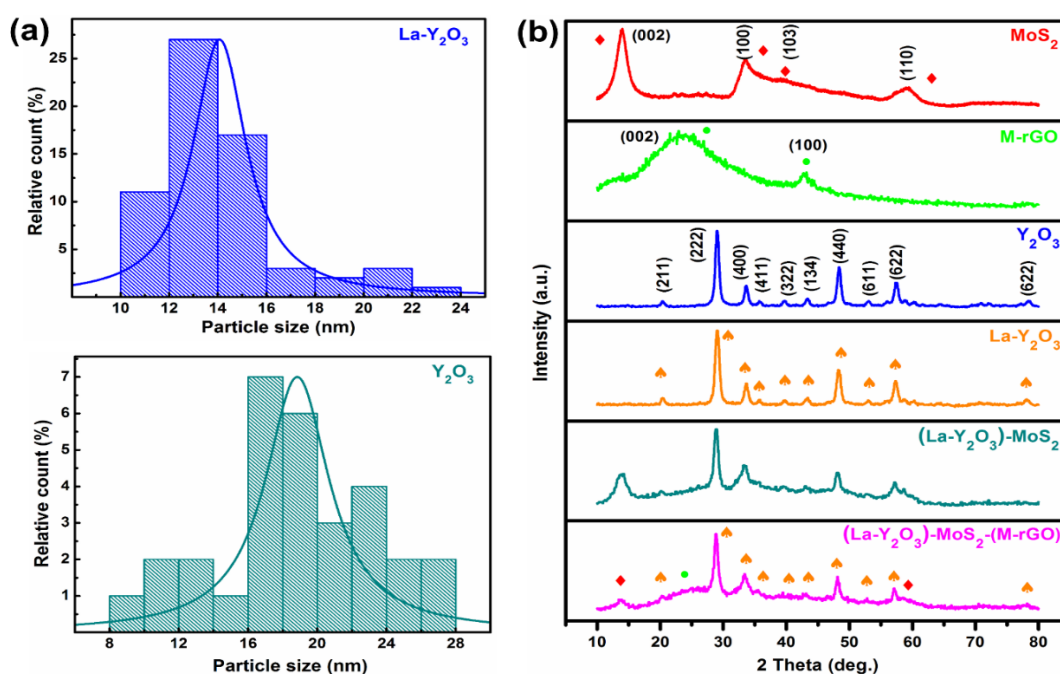 (a)
La-Y₂O₃
Relative count (%)
25
20
15
10
5
10 12 14 16 18 20 22 24
Particle size (nm)
Y₂O₃
Relative count (%)
7
6
5
4
3
2
1
8 12 16 20 24 28
Particle size (nm)
(b)
MoS₂
(002) (100) (103) (110)
M-rGO
(002) (100)
Y₂O₃
(211) (222) (400) (411) (322) (134) (440) (611) (622) (622)
La-Y₂O₃
(La-Y₂O₃)-MoS₂
(La-Y₂O₃)-MoS₂-(M-rGO)
Intensity (a.u.)
10 20 30 40 50 60 70 80
2 Theta (deg.)